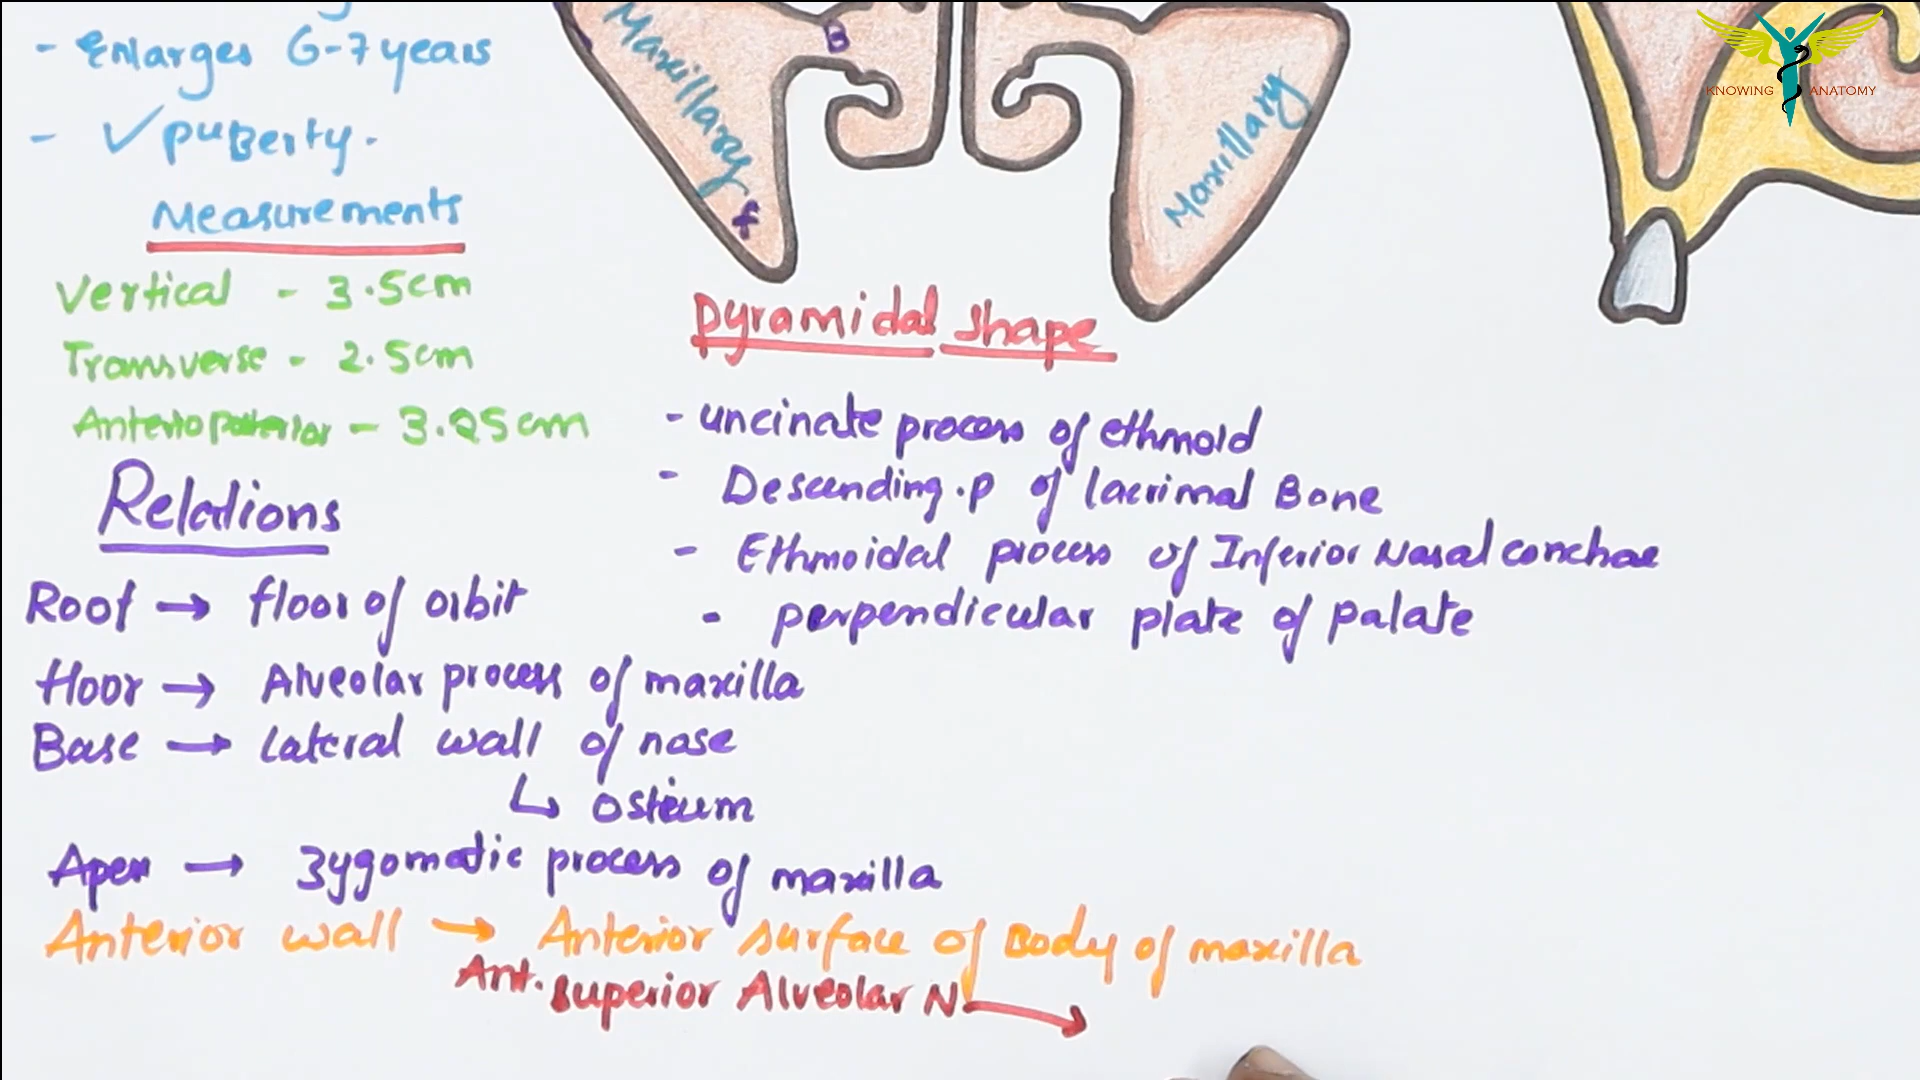 - Enlarges 6-7 years
- ✓ puBerty.
Measurements
Vertical - 3.5cm
Transverse - 2.5cm
Anterioposterior - 3.25cm
Relations
Roof → floor of orbit
Floor → Alveolar process of maxilla
Base → Lateral wall of nose
↳ osteum
Apex → Zygomatic process of maxilla
Anterior wall → Anterior surface of Body of maxilla
Ant. superior Alveolar N →
Maxillary
B
F
Maxillary
pyramidal shape
- uncinate process of ethmoid
- Descending.p of lacrimal Bone
- Ethmoidal process of Inferior Nasal conchae
- perpendicular plate of palate
KNOWING ANATOMY